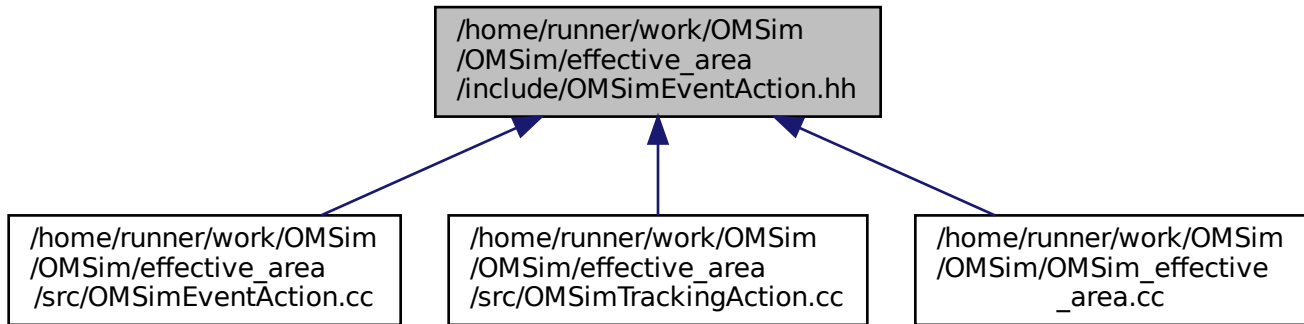 /home/runner/work/OMSim
/OMSim/effective_area
/include/OMSimEventAction.hh
/home/runner/work/OMSim
/OMSim/effective_area
/src/OMSimEventAction.cc
/home/runner/work/OMSim
/OMSim/effective_area
/src/OMSimTrackingAction.cc
/home/runner/work/OMSim
/OMSim/OMSim_effective
_area.cc